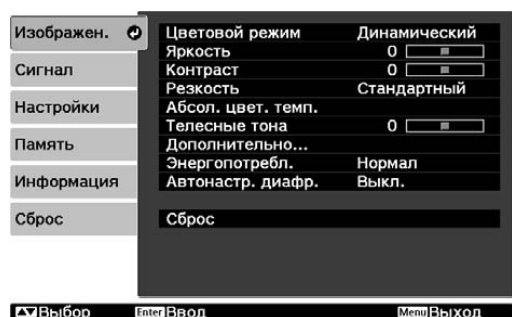 Изображен.
Сигнал
Настройки
Память
Информация
Сброс
Цветовой режим Динамический
Яркость 0
Контраст 0
Резкость Стандартный
Абсол. цвет. темп.
Телесные тона 0
Дополнительно...
Энергопотребл. Нормал
Автонастр. диафр. Выкл.
Сброс
Выбор Enter Ввод Menu Выход